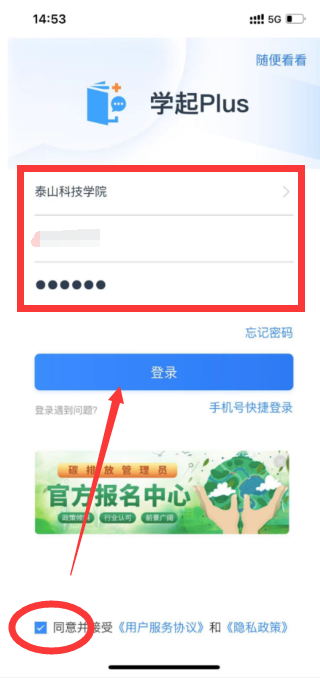 14:53 5G
随便看看
学起Plus
泰山科技学院
●●●●●●
忘记密码
登录
登录遇到问题?
手机号快捷登录
碳排放管理员
官方报名中心
政策倾斜 行业认可 前景广阔
同意并接受《用户服务协议》和《隐私政策》